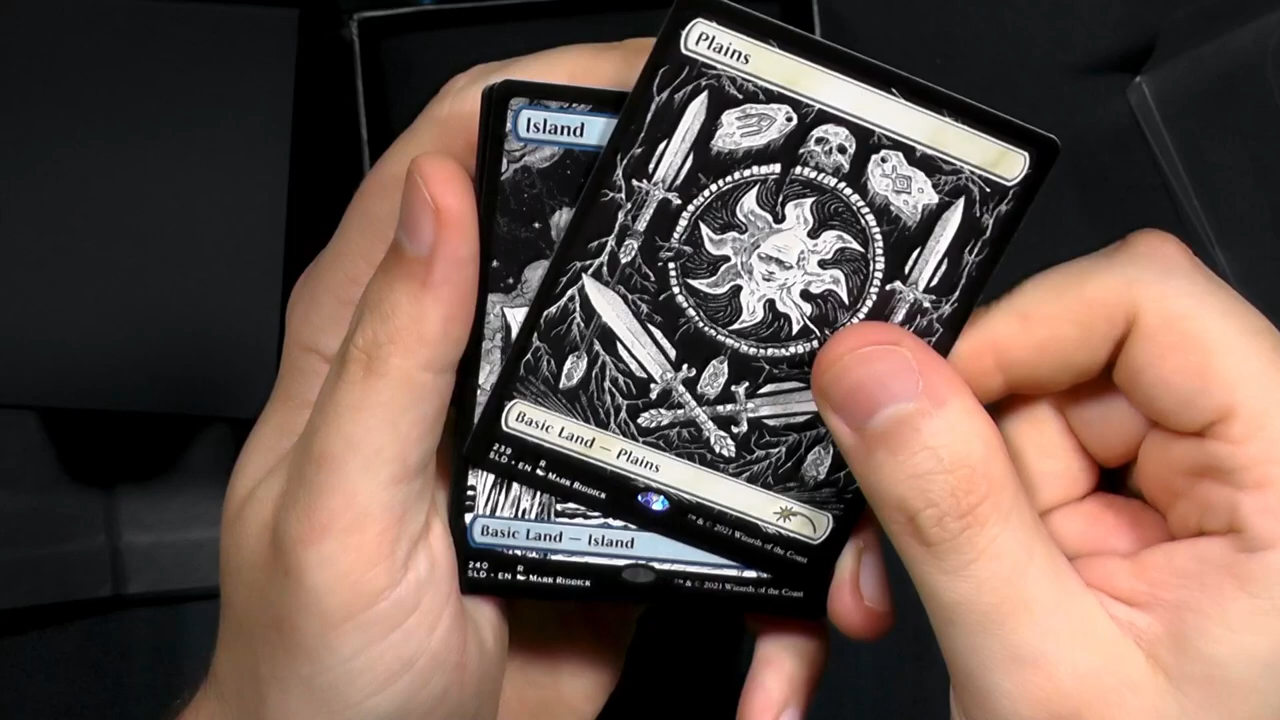 Plains
Island
Basic Land — Plains
239 R
SLD • EN MARK RIDDICK
™ & © 2021 Wizards of the Coast
Basic Land — Island
240 R
SLD • EN MARK RIDDICK
™ & © 2021 Wizards of the Coast